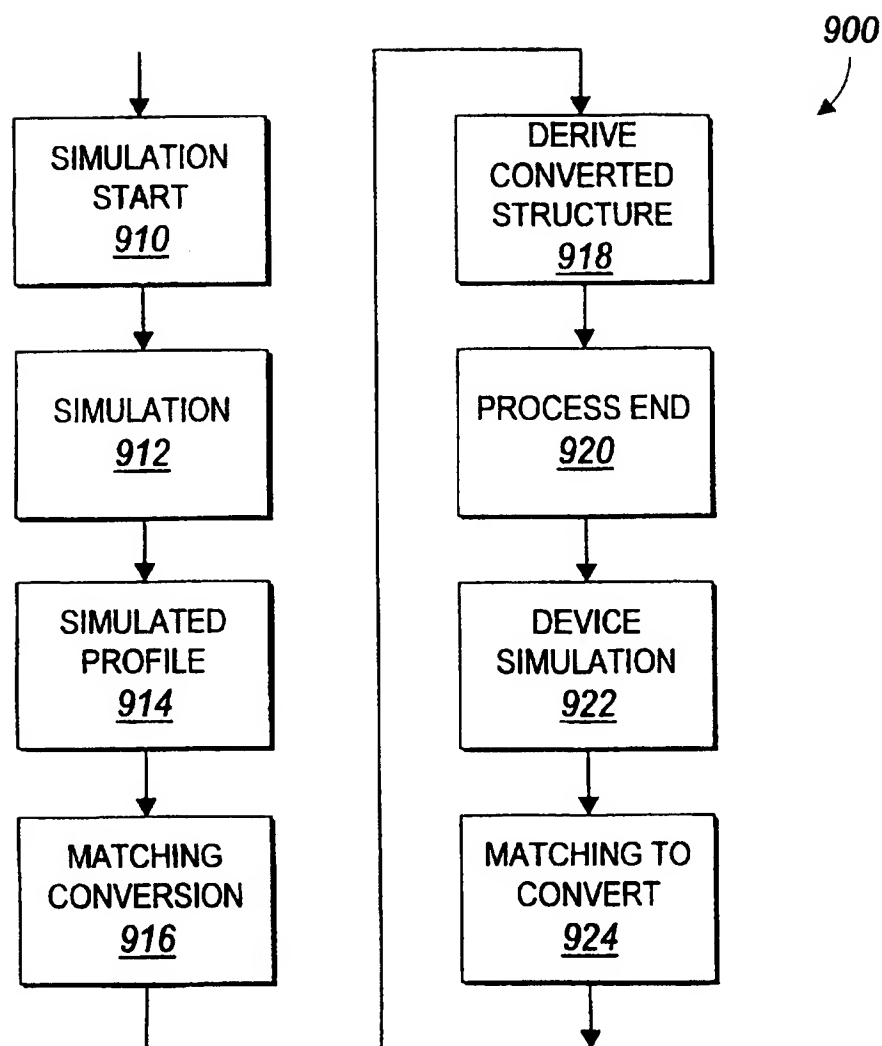 900
SIMULATION
START
910
SIMULATION
912
SIMULATED
PROFILE
914
MATCHING
CONVERSION
916
DERIVE
CONVERTED
STRUCTURE
918
PROCESS END
920
DEVICE
SIMULATION
922
MATCHING TO
CONVERT
924